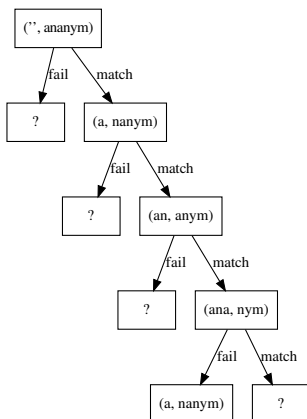 ('', ananym)
fail match
? (a, nanym)
fail match
? (an, anym)
fail match
? (ana, nym)
fail match
(a, nanym) ?